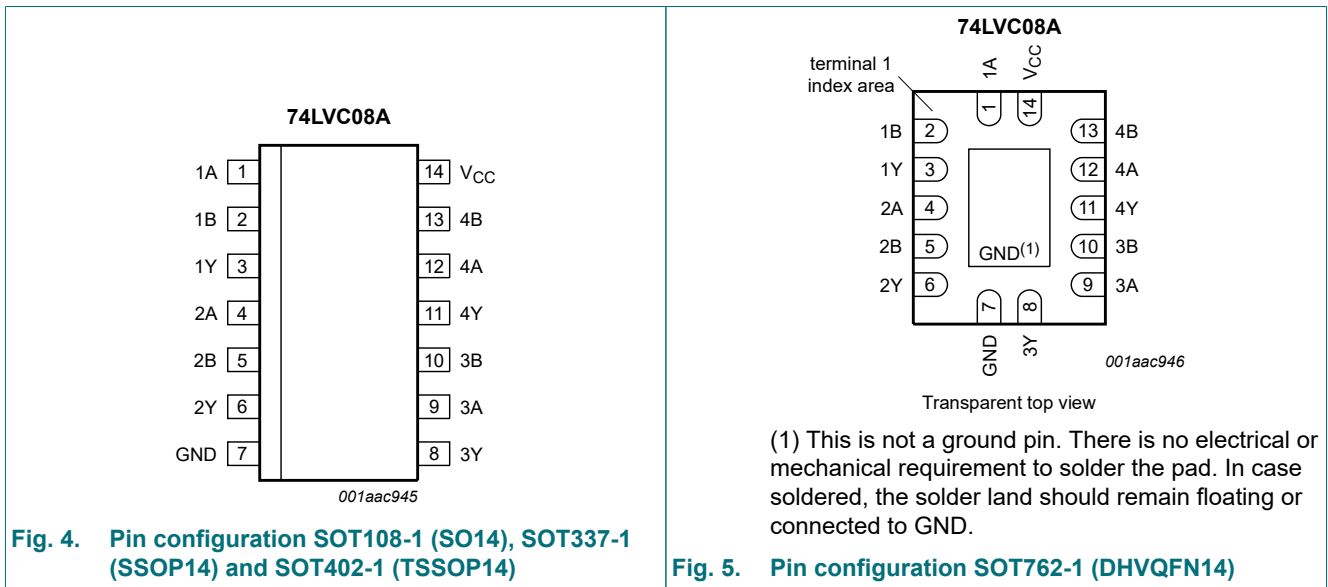 74LVC08A
1A 1
1B 2
1Y 3
2A 4
2B 5
2Y 6
GND 7
14 VCC
13 4B
12 4A
11 4Y
10 3B
9 3A
8 3Y
001aac945
Fig. 4. Pin configuration SOT108-1 (SO14), SOT337-1
(SSOP14) and SOT402-1 (TSSOP14)
74LVC08A
terminal 1
index area
1A
VCC
1
14
1B 2
1Y 3
2A 4
2B 5
2Y 6
13 4B
12 4A
11 4Y
10 3B
9 3A
GND(1)
7
8
GND
3Y
001aac946
Transparent top view
(1) This is not a ground pin. There is no electrical or
mechanical requirement to solder the pad. In case
soldered, the solder land should remain floating or
connected to GND.
Fig. 5. Pin configuration SOT762-1 (DHVQFN14)